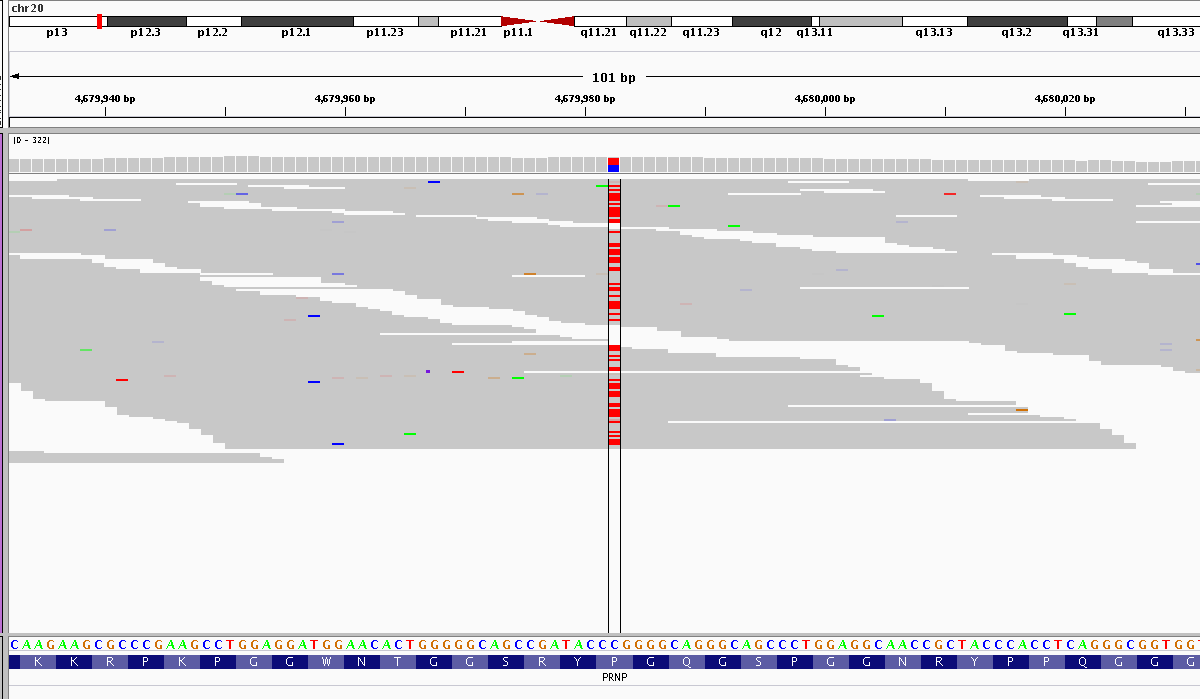 chr20
p13 p12.3 p12.2 p12.1 p11.23 p11.21 p11.1 q11.21 q11.22 q11.23 q12 q13.11 q13.13 q13.2 q13.31 q13.33
101 bp
4,679,940 bp 4,679,960 bp 4,679,980 bp 4,680,000 bp 4,680,020 bp
[0 - 322]
CAAGAAGCGCCCGAAGCCTGGAGGATGGAACACTGGGGGCAGCCGATACCCGGGGCAGGGCAGCCCTGGAGGCAACCGCTACCCACCTCAGGGCGGTGGT
K K R P K P G G W N T G G S R Y P G Q G S P G G N R Y P P Q G G G
PRNP